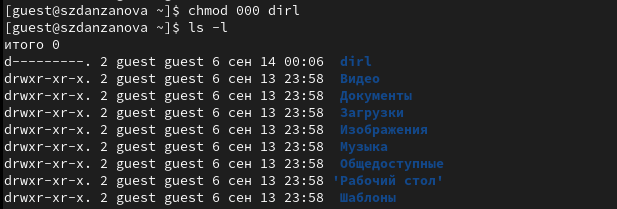 [guest@szdanzanova ~]$ chmod 000 dirl
[guest@szdanzanova ~]$ ls -l
итого 0
d---------. 2 guest guest 6 сен 14 00:06  dirl
drwxr-xr-x. 2 guest guest 6 сен 13 23:58  Видео
drwxr-xr-x. 2 guest guest 6 сен 13 23:58  Документы
drwxr-xr-x. 2 guest guest 6 сен 13 23:58  Загрузки
drwxr-xr-x. 2 guest guest 6 сен 13 23:58  Изображения
drwxr-xr-x. 2 guest guest 6 сен 13 23:58  Музыка
drwxr-xr-x. 2 guest guest 6 сен 13 23:58  Общедоступные
drwxr-xr-x. 2 guest guest 6 сен 13 23:58 'Рабочий стол'
drwxr-xr-x. 2 guest guest 6 сен 13 23:58  Шаблоны